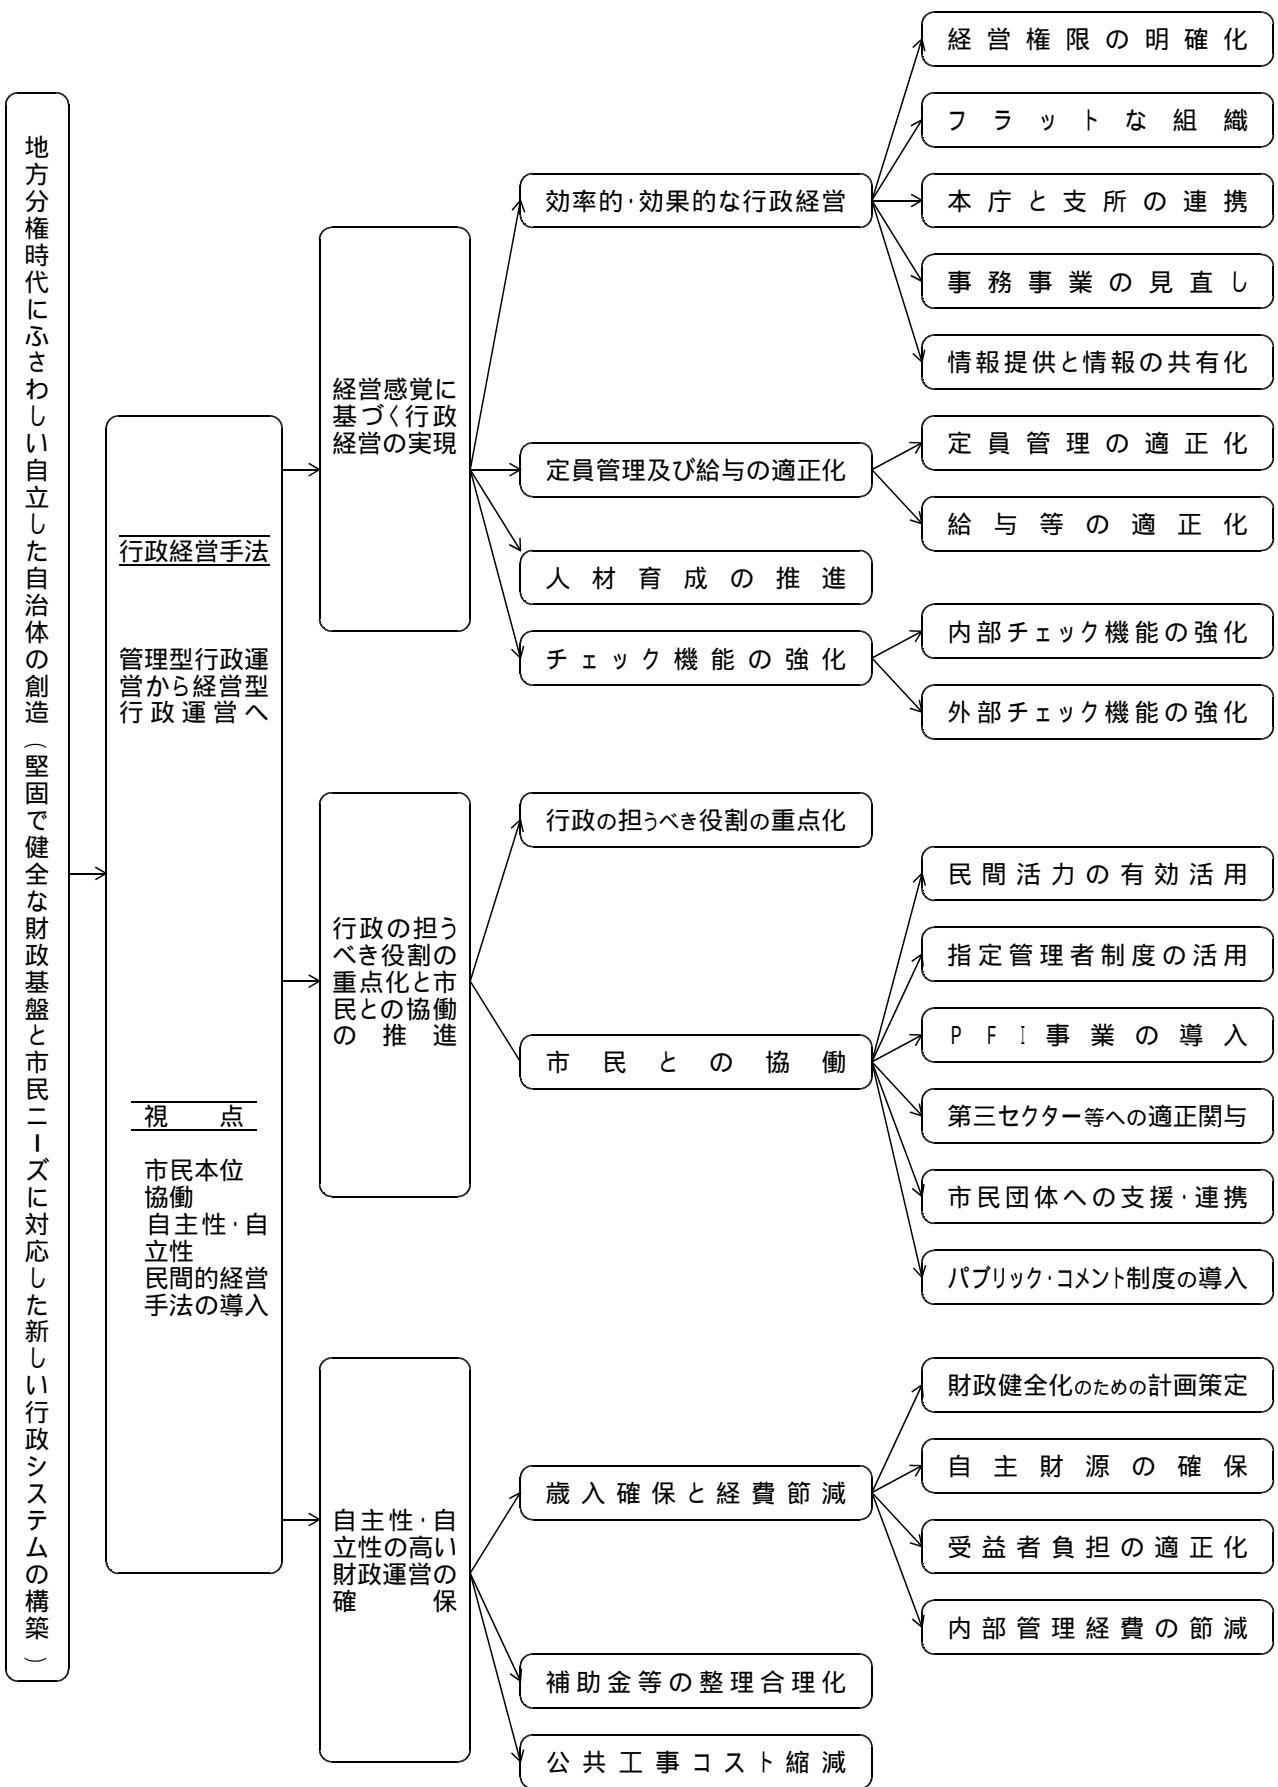 地方分権時代にふさわしい自立した自治体の創造（堅固で健全な財政基盤と市民ニーズに対応した新しい行政システムの構築）
行政経営手法
管理型行政運
営から経営型
行政運営へ
視点
市民本位
協働
自主性・自
立性
民間的経営
手法の導入
経営感覚に
基づく行政
経営の実現
効率的・効果的な行政経営
経営権限の明確化
フラットな組織
本庁と支所の連携
事務事業の見直し
情報提供と情報の共有化
定員管理及び給与の適正化
定員管理の適正化
給与等の適正化
人材育成の推進
チェック機能の強化
内部チェック機能の強化
外部チェック機能の強化
行政の担う
べき役割の
重点化と市
民との協働
の推進
行政の担うべき役割の重点化
市民との協働
民間活力の有効活用
指定管理者制度の活用
PFI事業の導入
第三セクター等への適正関与
市民団体への支援・連携
パブリック・コメント制度の導入
自主性・自
立性の高い
財政運営の
確保
歳入確保と経費節減
財政健全化のための計画策定
自主財源の確保
受益者負担の適正化
内部管理経費の節減
補助金等の整理合理化
公共工事コスト縮減